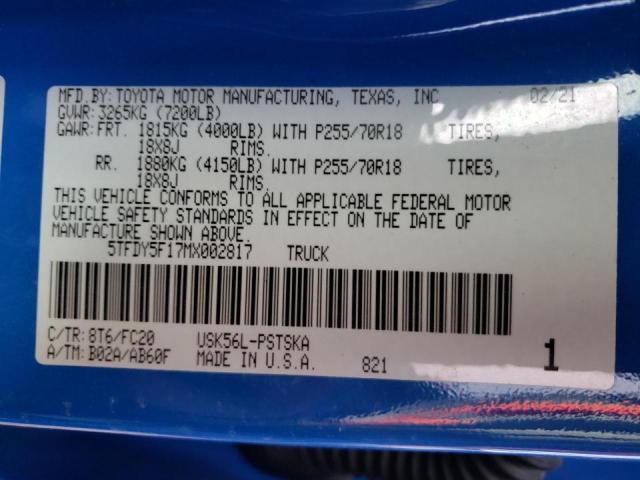 MFD.BY:TOYOTA MOTOR MANUFACTURING, TEXAS, INC 02/21
GVWR:3265KG (7200LB)
GAWR:FRT. 1815KG (4000LB) WITH P255/70R18 TIRES,
18X8J RIMS.
RR. 1880KG (4150LB) WITH P255/70R18 TIRES,
18X8J RIMS.
THIS VEHICLE CONFORMS TO ALL APPLICABLE FEDERAL MOTOR
VEHICLE SAFETY STANDARDS IN EFFECT ON THE DATE OF
MANUFACTURE SHOWN ABOVE.
5TFDY5F17MX002817 TRUCK
C/TR:8T6/FC20 USK56L-PSTSKA
A/TM:B02A/AB60F MADE IN U.S.A. 821 1